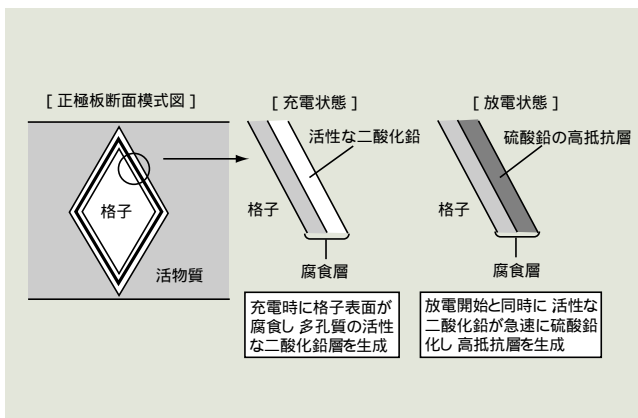 [ 正極板断面模式図 ]
格子
活物質
[ 充電状態 ]
活性な二酸化鉛
格子
腐食層
充電時に格子表面が
腐食し 多孔質の活性
な二酸化鉛層を生成
[ 放電状態 ]
硫酸鉛の高抵抗層
格子
腐食層
放電開始と同時に 活性な
二酸化鉛が急速に硫酸鉛
化し 高抵抗層を生成